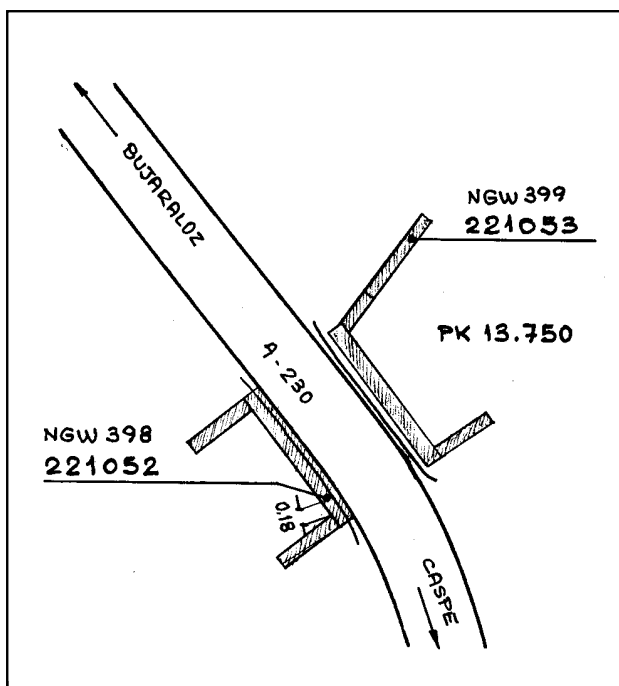 BUJARALOZ
NGW 399
221053
PK 13.750
A-230
NGW 398
221052
0,18
CASPE